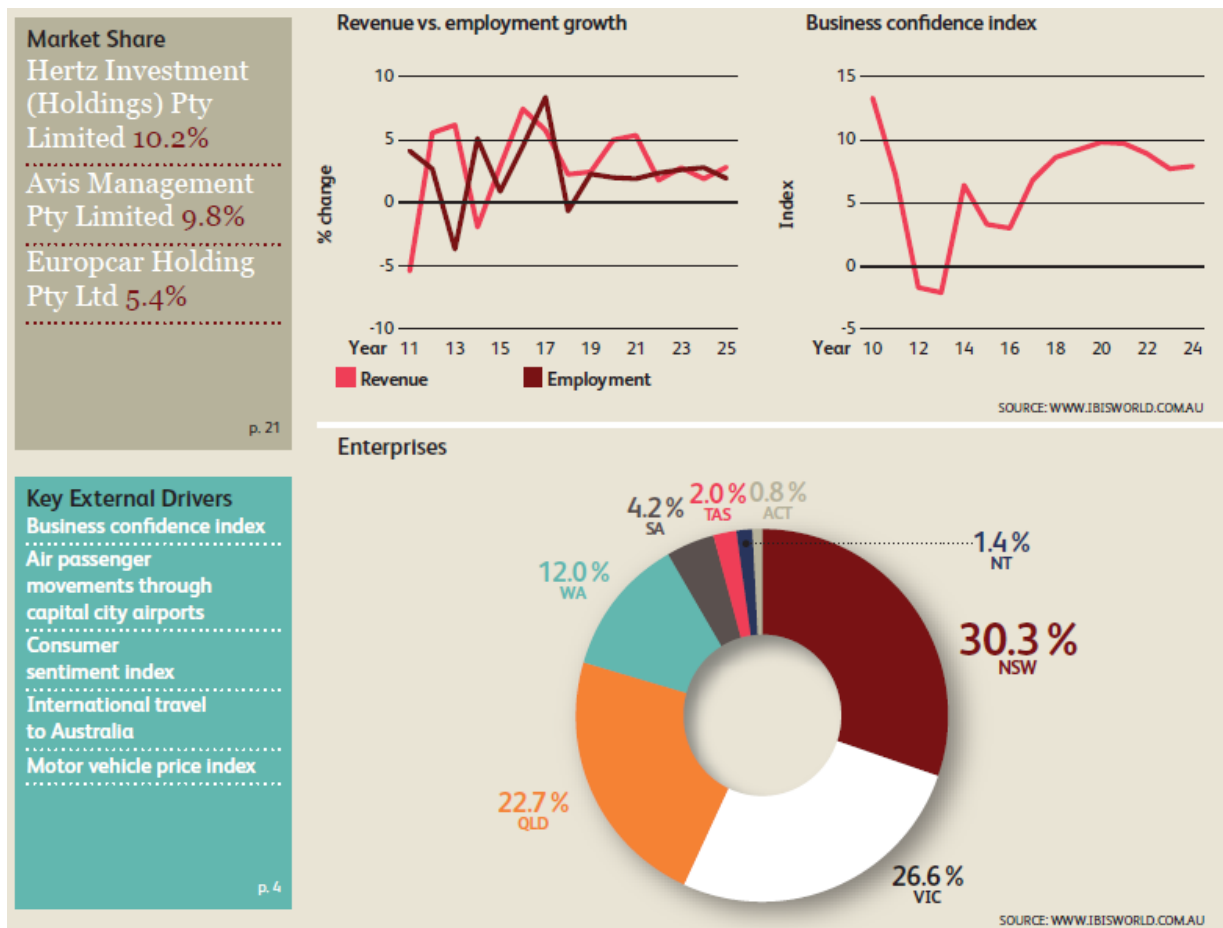 Market Share
Hertz Investment
(Holdings) Pty
Limited 10.2%
Avis Management
Pty Limited 9.8%
Europcar Holding
Pty Ltd 5.4%
p. 21
Key External Drivers
Business confidence index
Air passenger
movements through
capital city airports
Consumer
sentiment index
International travel
to Australia
Motor vehicle price index
p. 4
Revenue vs. employment growth
% change
10
5
0
-5
-10
Year 11 13 15 17 19 21 23 25
Revenue
Employment
Business confidence index
Index
15
10
5
0
-5
Year 10 12 14 16 18 20 22 24
SOURCE: WWW.IBISWORLD.COM.AU
Enterprises
4.2%
SA
2.0%
TAS
0.8%
ACT
1.4%
NT
12.0%
WA
30.3%
NSW
22.7%
QLD
26.6%
VIC
SOURCE: WWW.IBISWORLD.COM.AU